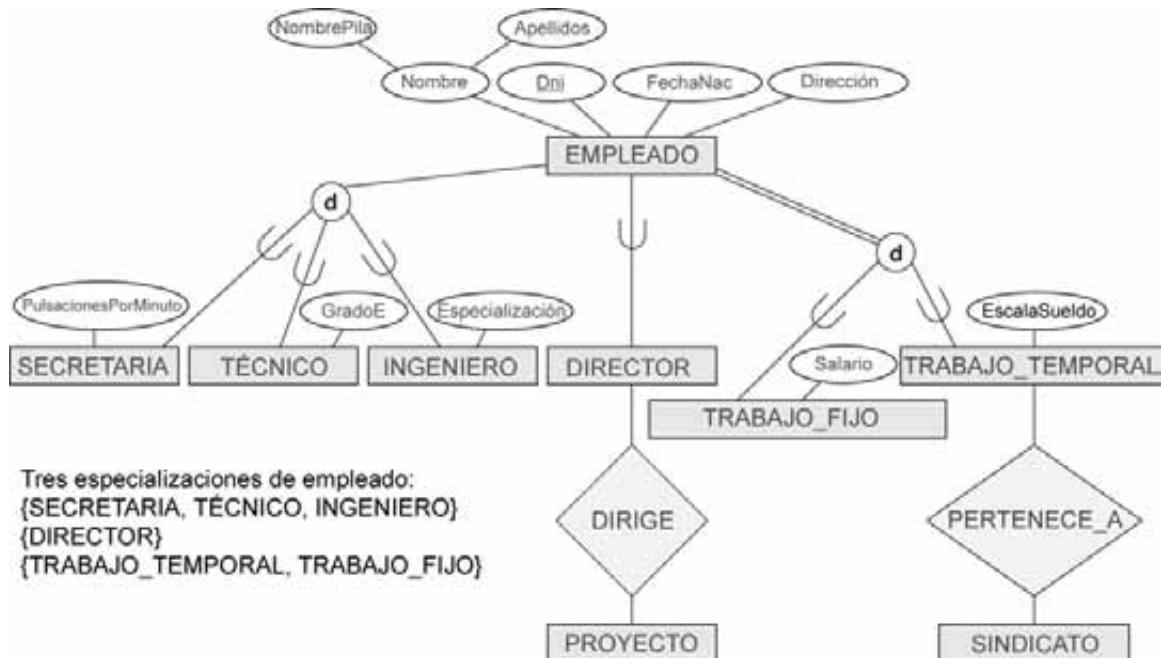 NombrePila
Apellidos
Nombre
Dni
FechaNac
Dirección
EMPLEADO
d
d
PulsacionesPorMinuto
GradoE
Especialización
EscalaSueldo
SECRETARIA
TÉCNICO
INGENIERO
DIRECTOR
Salario
TRABAJO_TEMPORAL
TRABAJO_FIJO
Tres especializaciones de empleado:
{SECRETARIA, TÉCNICO, INGENIERO}
{DIRECTOR}
{TRABAJO_TEMPORAL, TRABAJO_FIJO}
DIRIGE
PERTENECE_A
PROYECTO
SINDICATO